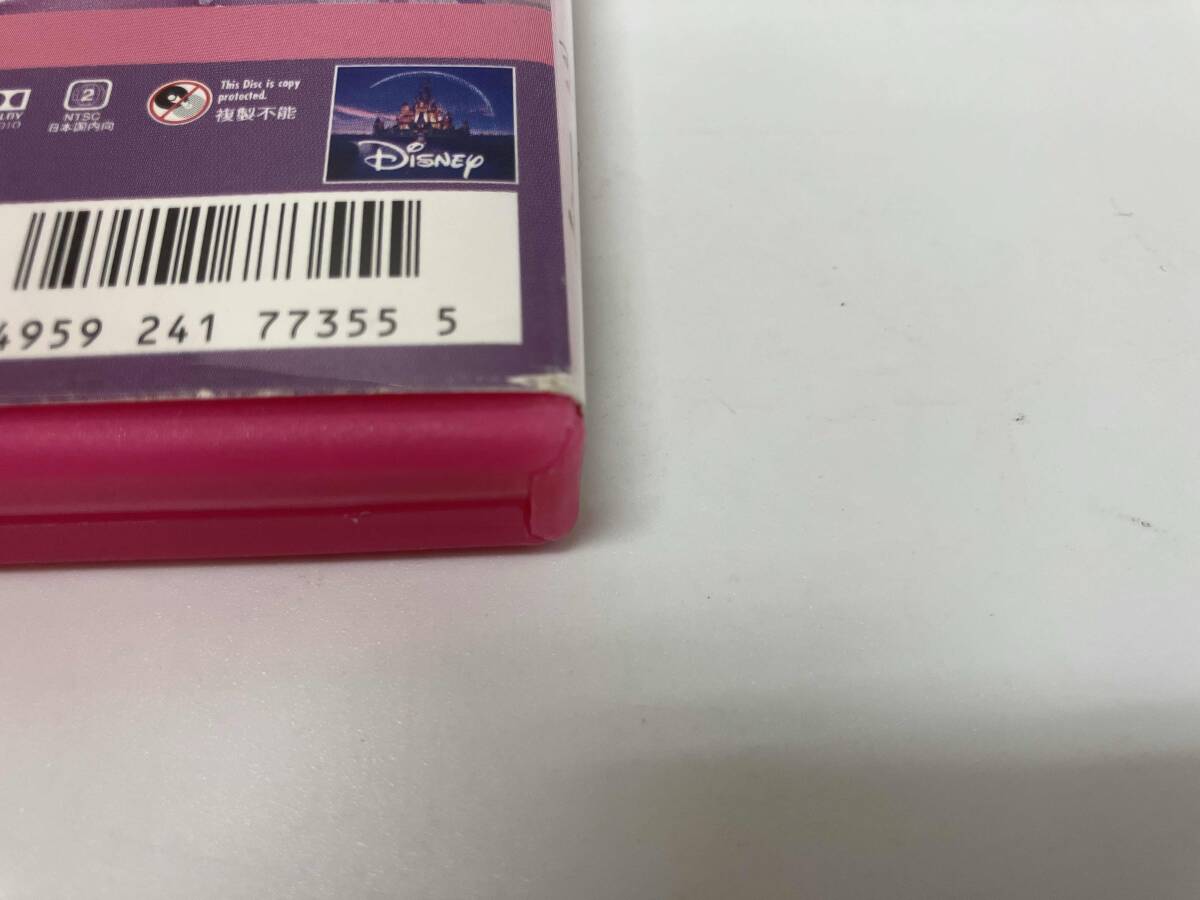 2
NTSC
日本国内向
This Disc is copy
protected.
複製不能
Disney
4959 241 77355 5